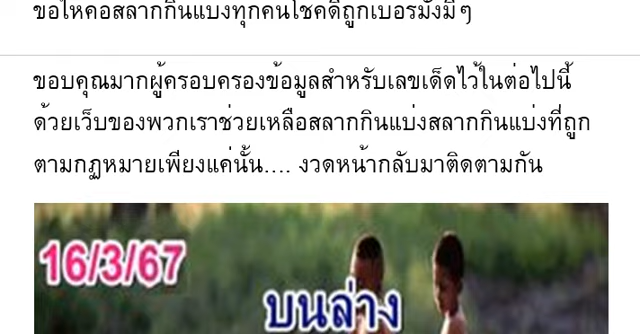 ขอให้คอสลากกินแบ่งทุกคนโชคดีถูกเบอร์มั่งมีๆ
ขอบคุณมากผู้ครอบครองข้อมูลสำหรับเลขเด็ดไว้ในต่อไปนี้
ด้วยเว็บของพวกเราช่วยเหลือสลากกินแบ่งสลากกินแบ่งที่ถูก
ตามกฏหมายเพียงแค่นั้น.... งวดหน้ากลับมาติดตามกัน
16/3/67
บนล่าง